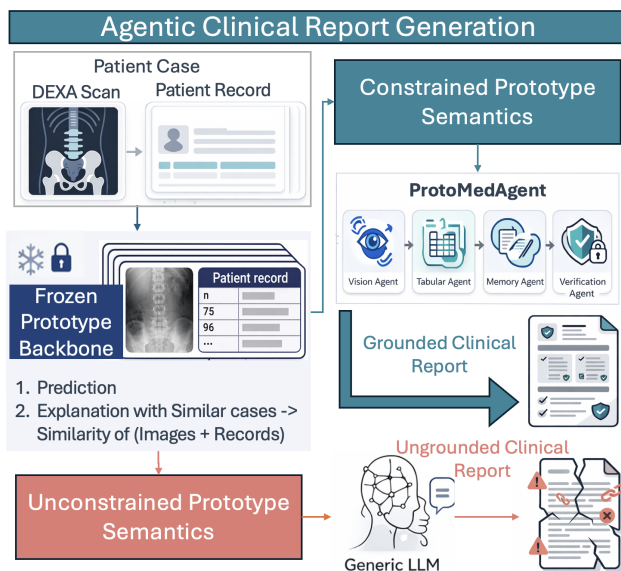 Agentic Clinical Report Generation
Patient Case
DEXA Scan
Patient Record
Constrained Prototype
Semantics
ProtoMedAgent
Vision Agent
Tabular Agent
Memory Agent
Verification
Agent
Patient record
n
75
96
...
Frozen
Prototype
Backbone
1. Prediction
2. Explanation with Similar cases ->
Similarity of (Images + Records)
Grounded Clinical
Report
Ungrounded Clinical
Report
Unconstrained Prototype
Semantics
Generic LLM